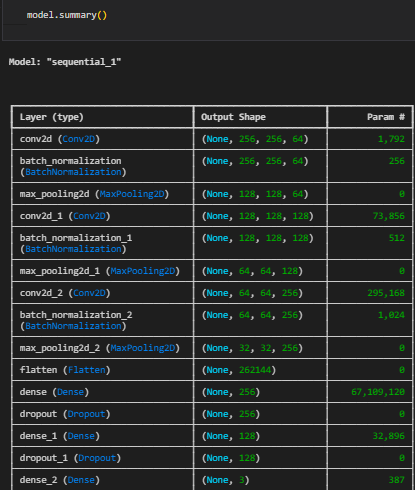 model.summary()
Model: "sequential_1"
Layer (type) Output Shape Param #
conv2d (Conv2D) (None, 256, 256, 64) 1,792
batch_normalization (None, 256, 256, 64) 256
(BatchNormalization)
max_pooling2d (MaxPooling2D) (None, 128, 128, 64) 0
conv2d_1 (Conv2D) (None, 128, 128, 128) 73,856
batch_normalization_1 (None, 128, 128, 128) 512
(BatchNormalization)
max_pooling2d_1 (MaxPooling2D) (None, 64, 64, 128) 0
conv2d_2 (Conv2D) (None, 64, 64, 256) 295,168
batch_normalization_2 (None, 64, 64, 256) 1,024
(BatchNormalization)
max_pooling2d_2 (MaxPooling2D) (None, 32, 32, 256) 0
flatten (Flatten) (None, 262144) 0
dense (Dense) (None, 256) 67,109,120
dropout (Dropout) (None, 256) 0
dense_1 (Dense) (None, 128) 32,896
dropout_1 (Dropout) (None, 128) 0
dense_2 (Dense) (None, 3) 387